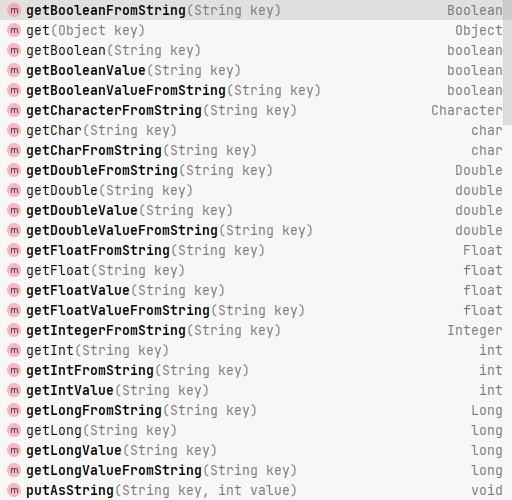 m getBooleanFromString(String key) Boolean
m get(Object key) Object
m getBoolean(String key) boolean
m getBooleanValue(String key) boolean
m getBooleanValueFromString(String key) boolean
m getCharacterFromString(String key) Character
m getChar(String key) char
m getCharFromString(String key) char
m getDoubleFromString(String key) Double
m getDouble(String key) double
m getDoubleValue(String key) double
m getDoubleValueFromString(String key) double
m getFloatFromString(String key) Float
m getFloat(String key) float
m getFloatValue(String key) float
m getFloatValueFromString(String key) float
m getIntegerFromString(String key) Integer
m getInt(String key) int
m getIntFromString(String key) int
m getIntValue(String key) int
m getLongFromString(String key) Long
m getLong(String key) long
m getLongValue(String key) long
m getLongValueFromString(String key) long
m putAsString(String key, int value) void